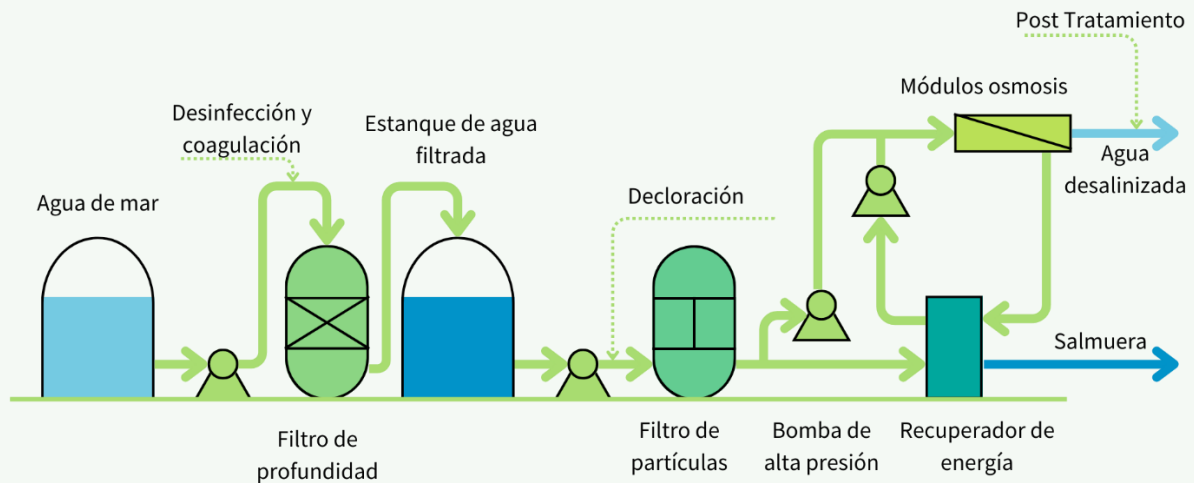 Post Tratamiento
Módulos osmosis
Desinfección y
coagulación
Estanque de agua
filtrada
Agua
desalinizada
Agua de mar
Decloración
Salmuera
Filtro de
profundidad
Filtro de
partículas
Bomba de
alta presión
Recuperador de
energía